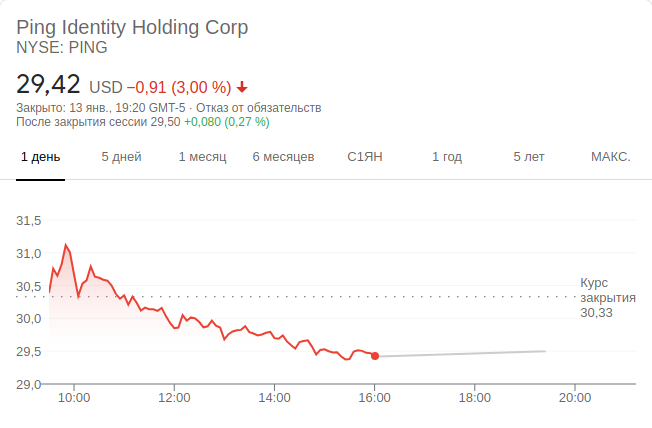 Ping Identity Holding Corp
NYSE: PING
29,42 USD −0,91 (3,00 %)
Закрыто: 13 янв., 19:20 GMT-5 · Отказ от обязательств
После закрытия сессии 29,50 +0,080 (0,27 %)
1 день 5 дней 1 месяц 6 месяцев С1ЯН 1 год 5 лет МАКС.
31,5
31,0
30,5
30,0
29,5
29,0
Курс
закрытия
30,33
10:00 12:00 14:00 16:00 18:00 20:00